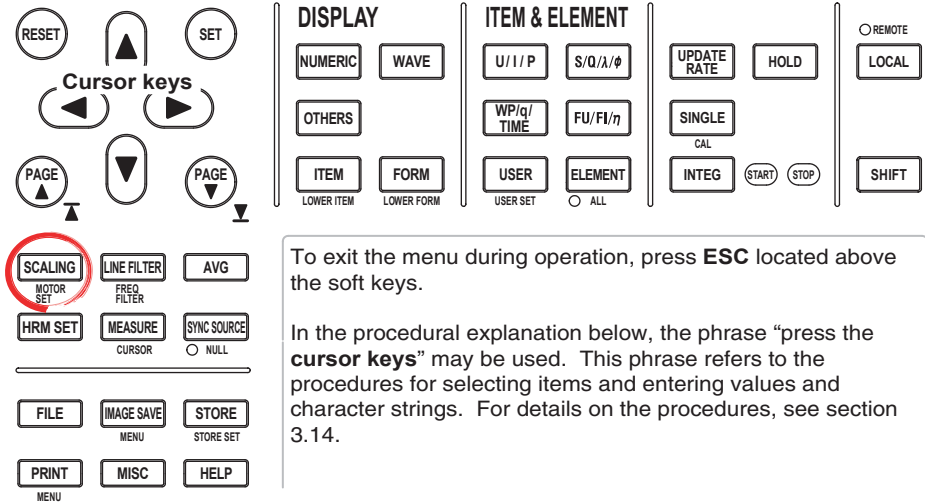 RESET
SET
Cursor keys
PAGE
PAGE
DISPLAY
NUMERIC
WAVE
OTHERS
ITEM
FORM
LOWER ITEM
LOWER FORM
ITEM & ELEMENT
U / I / P
S/Q/λ/ϕ
WP/q/
TIME
FU/FI/η
USER
ELEMENT
USER SET
ALL
UPDATE
RATE
HOLD
SINGLE
CAL
INTEG
START
STOP
REMOTE
LOCAL
SHIFT
SCALING
LINE FILTER
AVG
MOTOR
SET
FREQ
FILTER
HRM SET
MEASURE
SYNC SOURCE
CURSOR
NULL
FILE
IMAGE SAVE
STORE
MENU
STORE SET
PRINT
MISC
HELP
MENU
To exit the menu during operation, press ESC located above
the soft keys.
In the procedural explanation below, the phrase “press the
cursor keys” may be used. This phrase refers to the
procedures for selecting items and entering values and
character strings. For details on the procedures, see section
3.14.